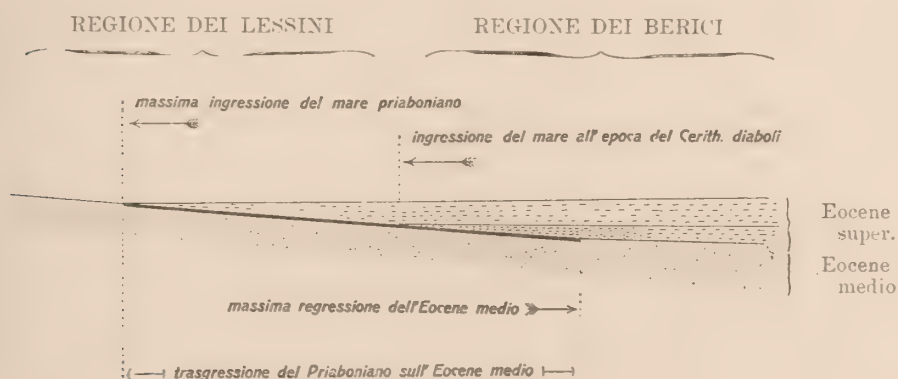 REGIONE DEI LESSINI
REGIONE DEI BERICI
massima ingressione del mare priaboniano
ingressione del mare all'epoca del Cerith. diaboli
Eocene
super.
Eocene
medio
massima regressione dell'Eocene medio
trasgressione del Priaboniano sull'Eocene medio